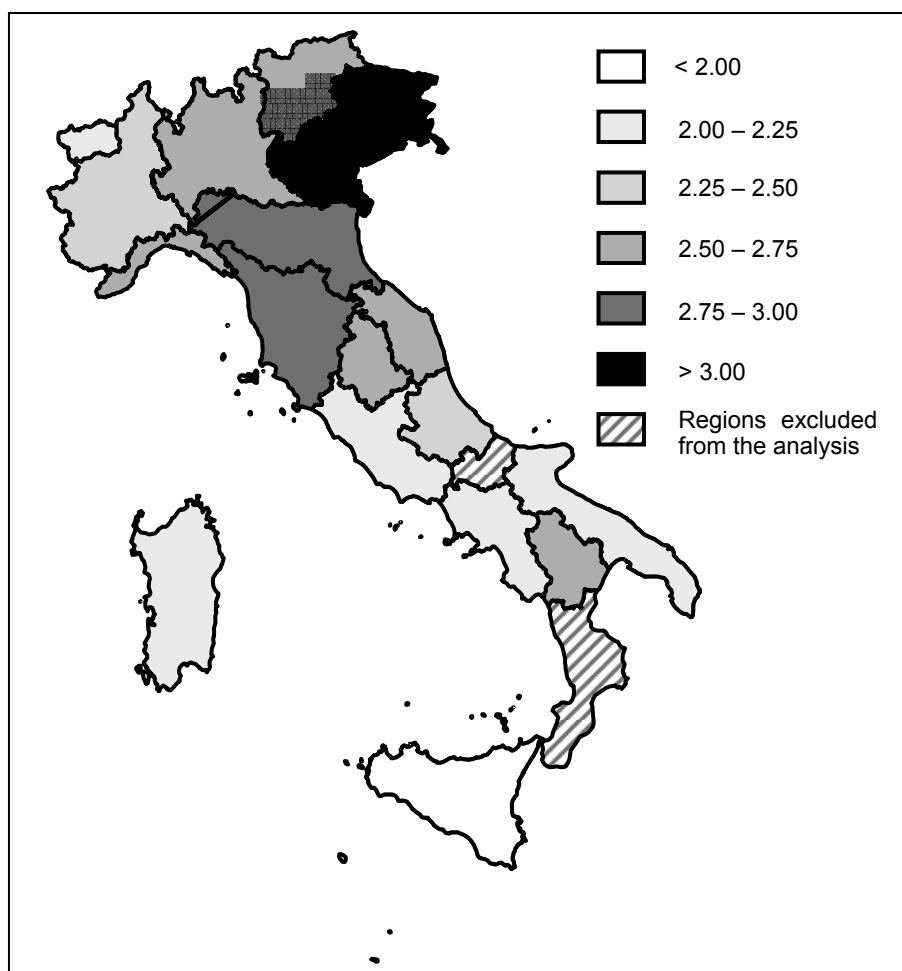 < 2.00
2.00 – 2.25
2.25 – 2.50
2.50 – 2.75
2.75 – 3.00
> 3.00
Regions excluded
from the analysis